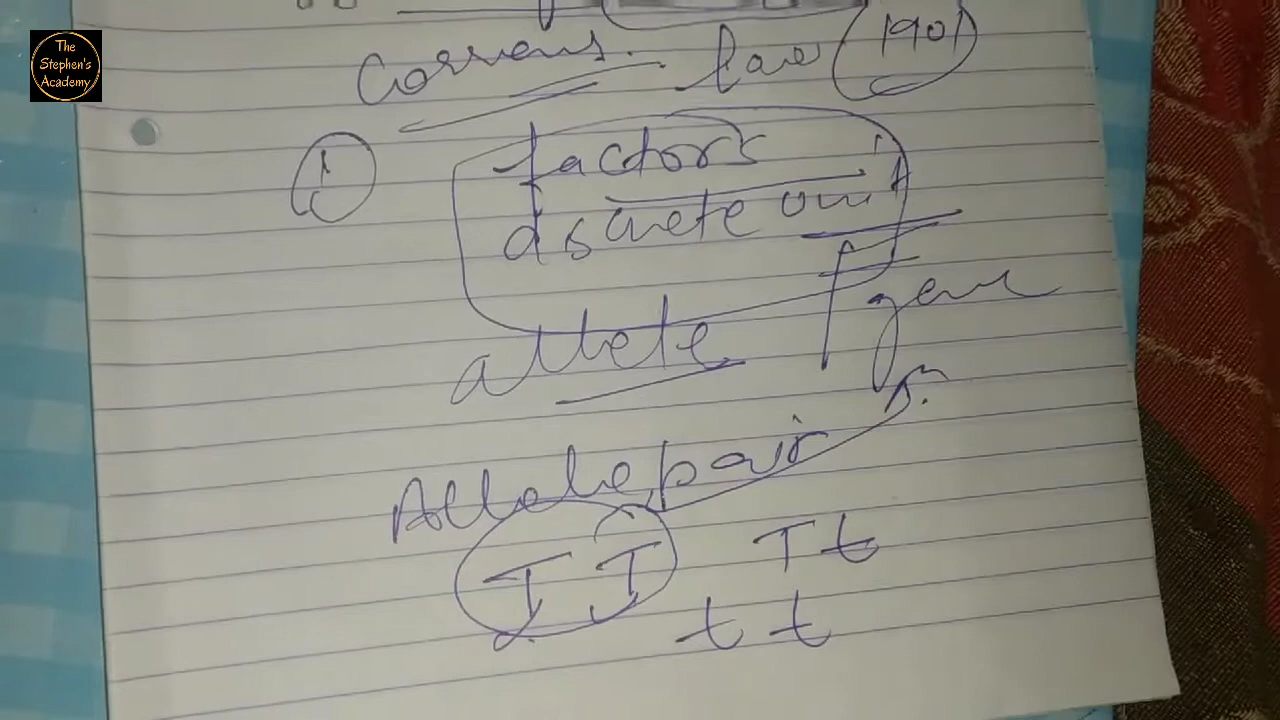 The
Stephen's
Academy
Correns. law (1901)
1
factors
discrete unit
allele gene
Allele pair
TT Tt
tt